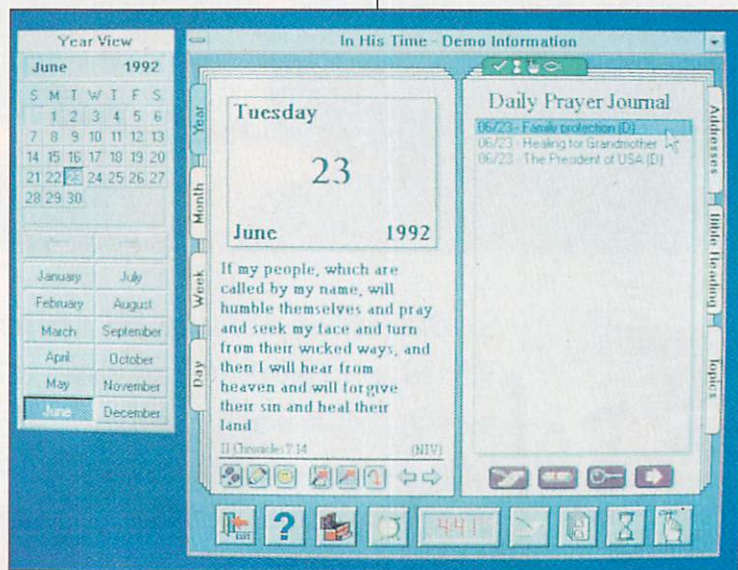 Year View
June 1992
S M T W T F S
1 2 3 4 5 6
7 8 9 10 11 12 13
14 15 16 17 18 19 20
21 22 23 24 25 26 27
28 29 30
January July
February August
March September
April October
May November
June December
In His Time - Demo Information
Year
Month
Week
Day
Tuesday
23
June 1992
If my people, which are
called by my name, will
humble themselves and pray
and seek my face and turn
from their wicked ways, and
then I will hear from
heaven and will forgive
their sin and heal their
land.
II Chronicles 7:14 (NIV)
Daily Prayer Journal
06/23 - Family protection (D)
06/23 - Healing for Grandmother
06/23 - The President of USA (D)
Addresses
Bible Reading
Topics
EXIT
?
4:41